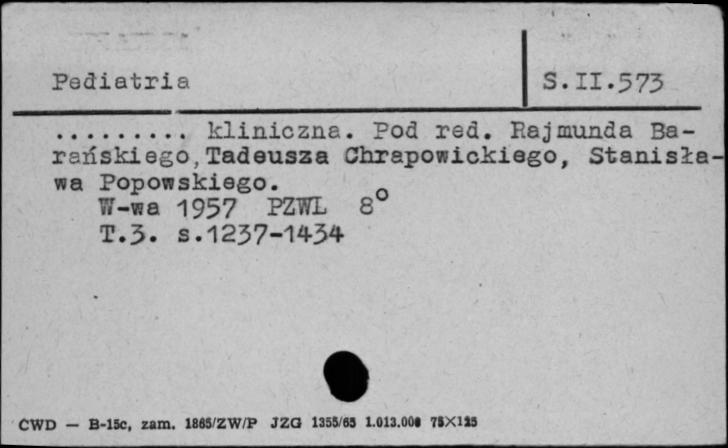 Pediatria
S.II.573
......... kliniczna. Pod red. Rajmunda Ba-
rańskiego, Tadeusza Chrapowickiego, Stanisła-
wa Popowskiego.
W-wa 1957 PZWL 8°
T.3. s.1237-1434
CWD — B-15c, zam. 1865/ZW/P JZG 1355/65 1.013.000 75X125